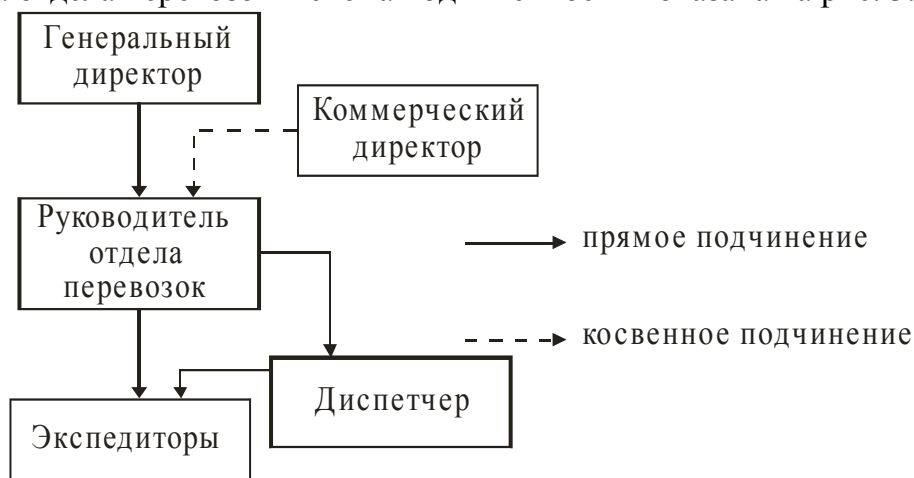 Генеральный
директор
Коммерческий
директор
Руководитель
отдела
перевозок
прямое подчинение
косвенное подчинение
Диспетчер
Экспедиторы